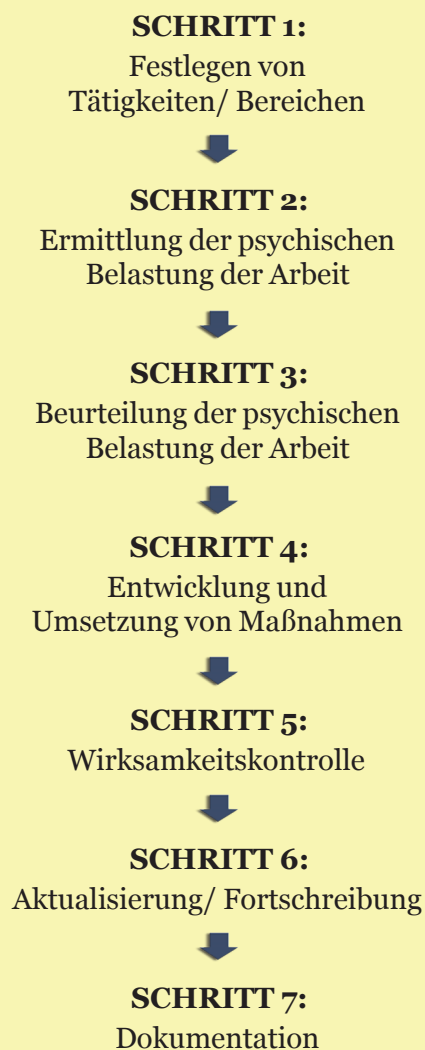 SCHRITT 1:
Festlegen von
Tätigkeiten/ Bereichen
SCHRITT 2:
Ermittlung der psychischen
Belastung der Arbeit
SCHRITT 3:
Beurteilung der psychischen
Belastung der Arbeit
SCHRITT 4:
Entwicklung und
Umsetzung von Maßnahmen
SCHRITT 5:
Wirksamkeitskontrolle
SCHRITT 6:
Aktualisierung/ Fortschreibung
SCHRITT 7:
Dokumentation